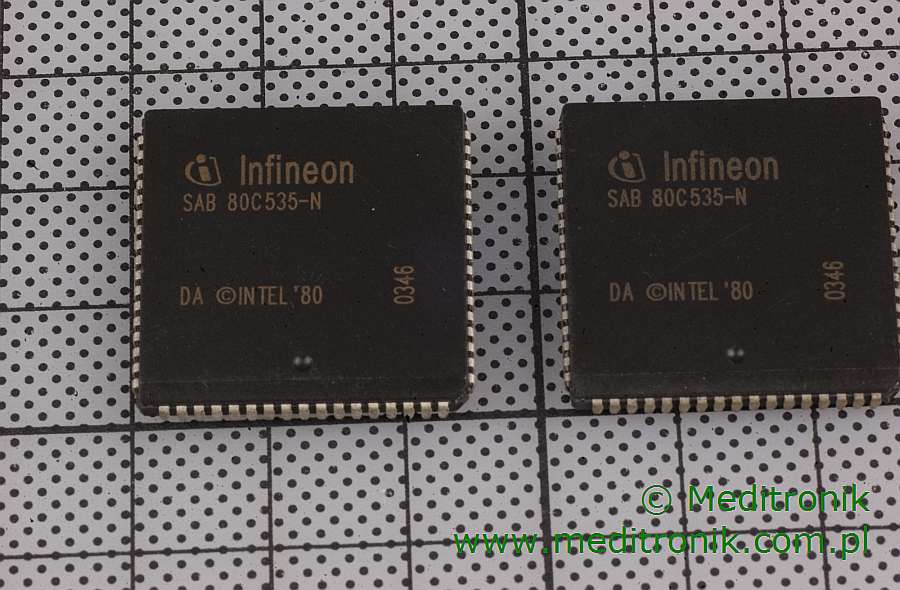 Infineon
SAB 80C535-N
DA ©INTEL '80
0346
Infineon
SAB 80C535-N
DA ©INTEL '80
0346
© Meditronik
www.meditronik.com.pl